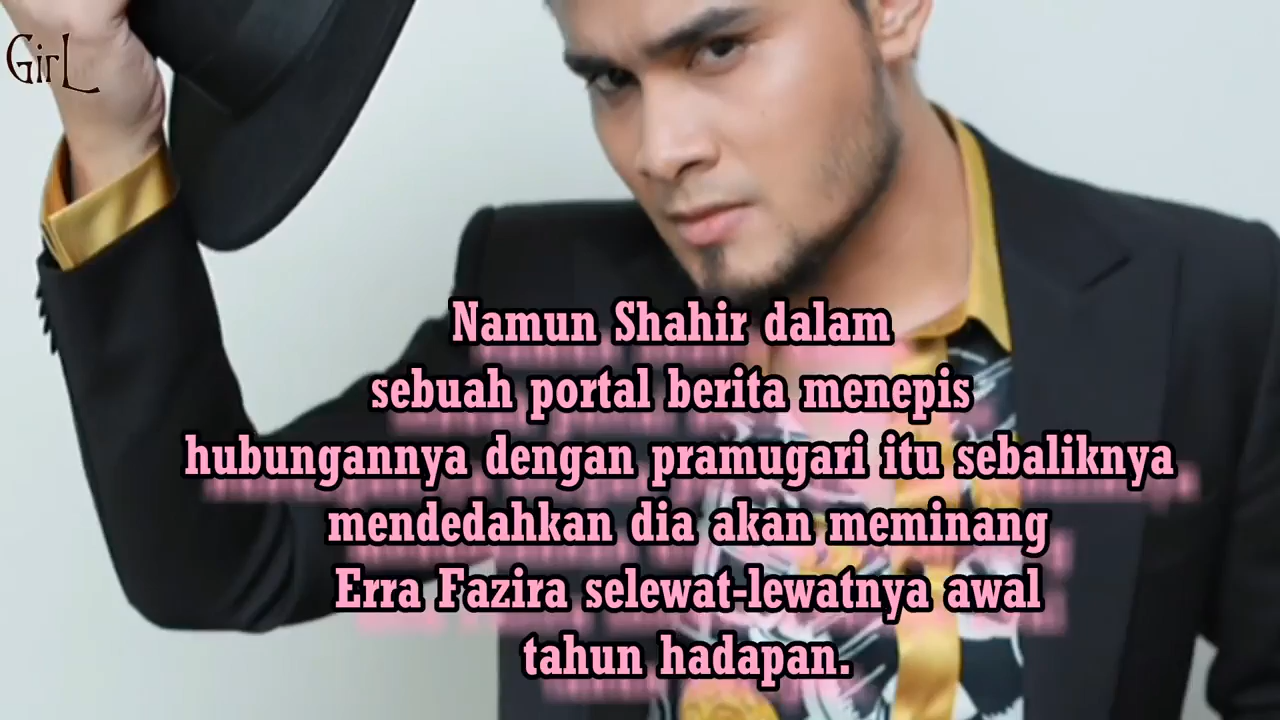 GirL
Namun Shahir dalam
sebuah portal berita menepis
hubungannya dengan pramugari itu sebaliknya
mendedahkan dia akan meminang
Erra Fazira selewat-lewatnya awal
tahun hadapan.